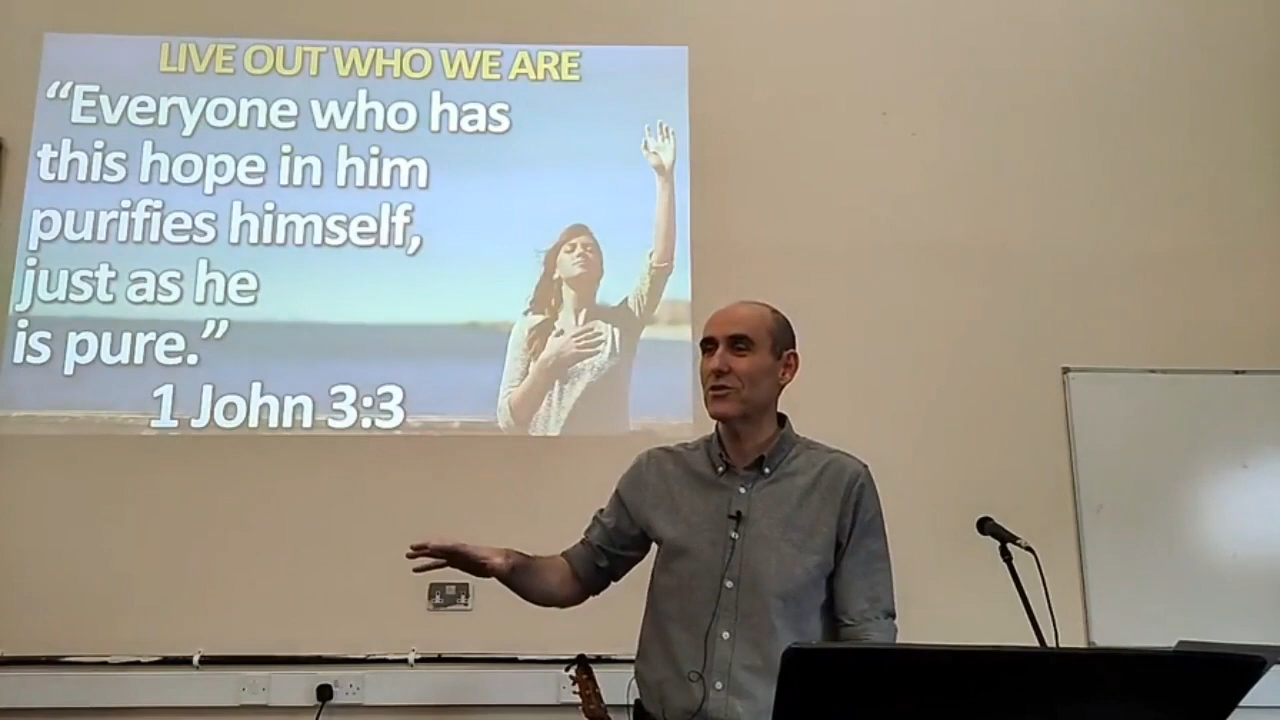 LIVE OUT WHO WE ARE
“Everyone who has
this hope in him
purifies himself,
just as he
is pure.”
1 John 3:3